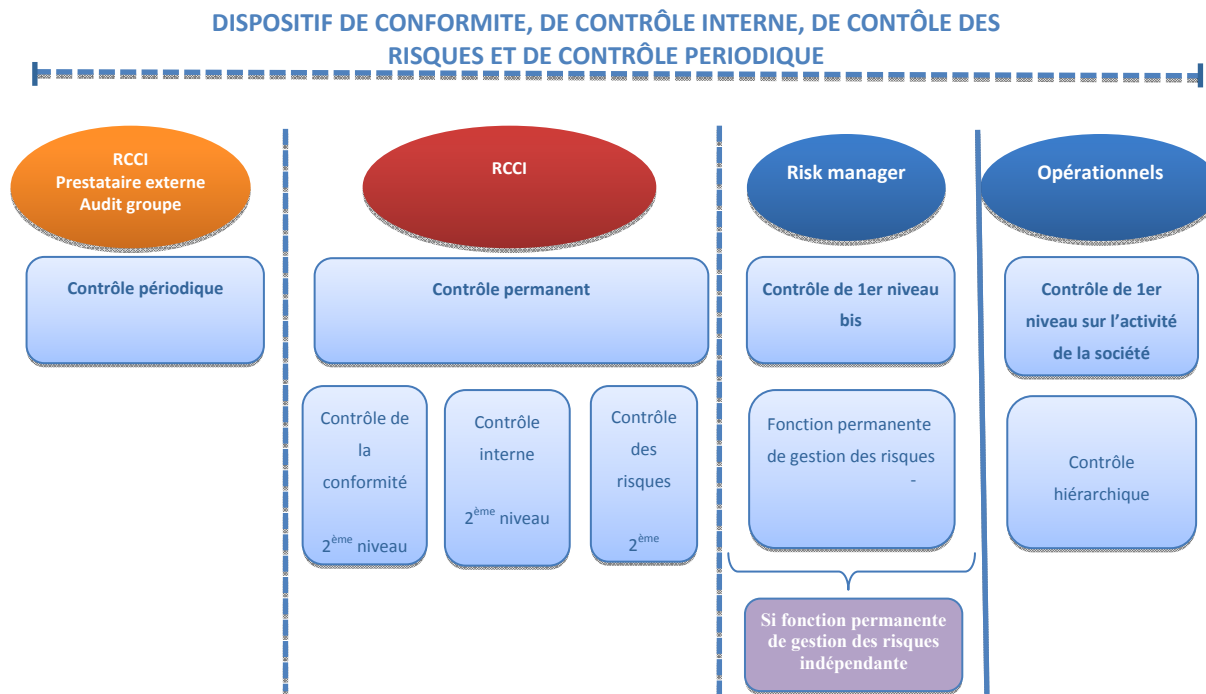 DISPOSITIF DE CONFORMITE, DE CONTRÔLE INTERNE, DE CONTÔLE DES
RISQUES ET DE CONTRÔLE PERIODIQUE
RCCI
Prestataire externe
Audit groupe
Contrôle périodique
RCCI
Contrôle permanent
Contrôle de
la
conformité
2ème niveau
Contrôle
interne
2ème niveau
Contrôle
des
risques
2ème
Risk manager
Contrôle de 1er niveau
bis
Fonction permanente
de gestion des risques
-
Si fonction permanente
de gestion des risques
indépendante
Opérationnels
Contrôle de 1er
niveau sur l’activité
de la société
Contrôle
hiérarchique